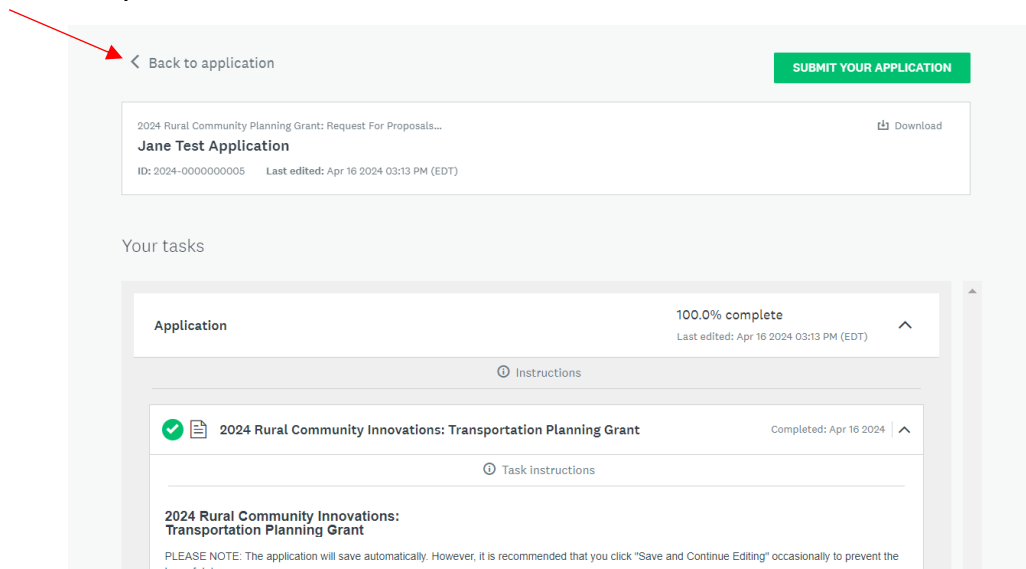 Back to application
SUBMIT YOUR APPLICATION
2024 Rural Community Planning Grant: Request For Proposals...
Download
Jane Test Application
ID: 2024-0000000005 Last edited: Apr 16 2024 03:13 PM (EDT)
Your tasks
Application
100.0% complete
Last edited: Apr 16 2024 03:13 PM (EDT)
Instructions
2024 Rural Community Innovations: Transportation Planning Grant
Completed: Apr 16 2024
Task instructions
2024 Rural Community Innovations:
Transportation Planning Grant
PLEASE NOTE: The application will save automatically. However, it is recommended that you click "Save and Continue Editing" occasionally to prevent the